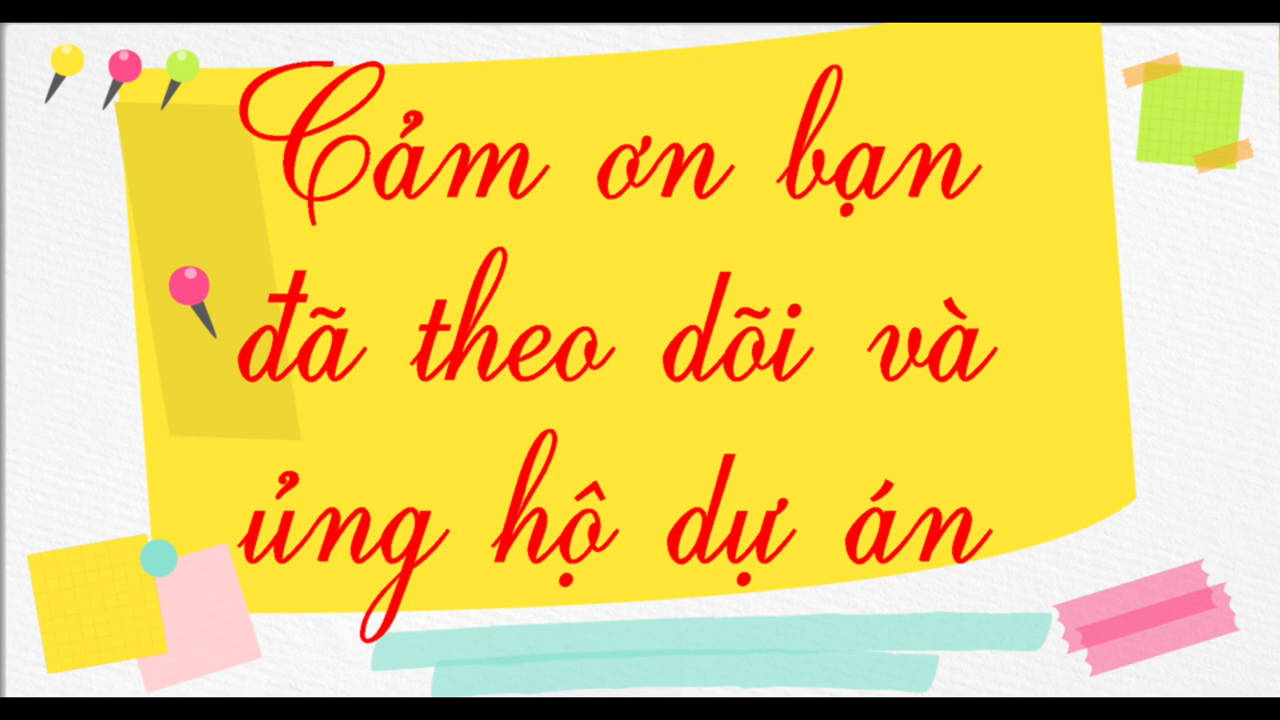 Cảm ơn bạn
đã theo dõi và
ủng hộ dự án